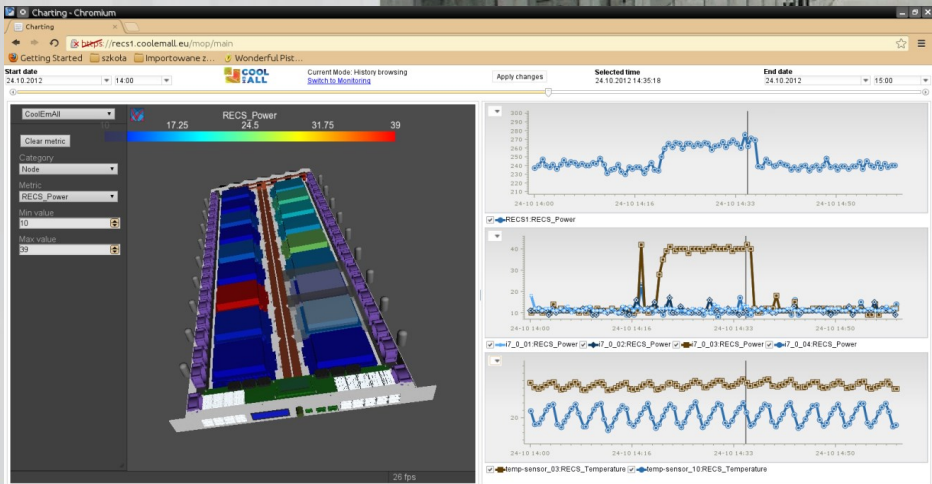 Charting - Chromium
Charting
https://recs1.coolemall.eu/mop/main
Getting Started szkoła Importowane z... Wonderful Pist...
Start date
24.10.2012 14:00
COOL
EMALL
Current Mode: History browsing
Switch to Monitoring
Apply changes
Selected time
24.10.2012 14:35:18
End date
24.10.2012 15:00
CoolEmAll
Clear metric
Category
Node
Metric
RECS_Power
Min value
10
Max value
39
RECS_Power
10 17.25 24.5 31.75 39
26 fps
300
290
280
270
260
250
240
230
220
210
24-10 14:00 24-10 14:16 24-10 14:33 24-10 14:50
RECS1:RECS_Power
40
30
20
10
24-10 14:00 24-10 14:16 24-10 14:33 24-10 14:50
i7_0_01:RECS_Power i7_0_02:RECS_Power i7_0_03:RECS_Power i7_0_04:RECS_Power
20
24-10 14:00 24-10 14:16 24-10 14:33 24-10 14:50
temp-sensor_03:RECS_Temperature temp-sensor_10:RECS_Temperature